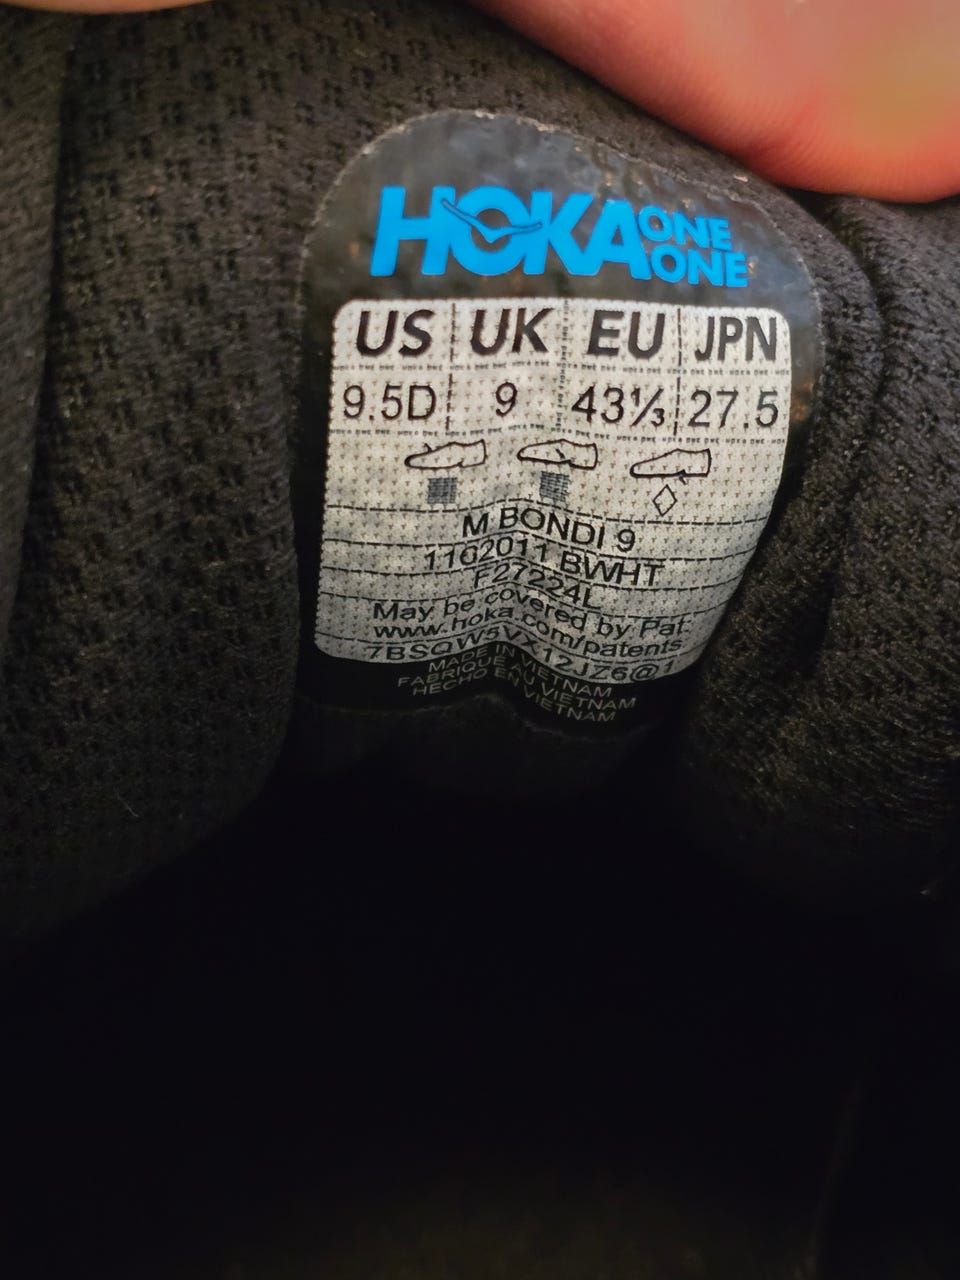 HOKA ONE ONE
US UK EU JPN
9.5D 9 43⅓ 27.5
M BONDI 9
1162011 BWHT
F27224L
May be covered by Pat.
www.hoka.com/patents
7BSQW5VX12JZ6@1
MADE IN VIETNAM
FABRIQUE AU VIETNAM
HECHO EN VIETNAM
VIETNAM